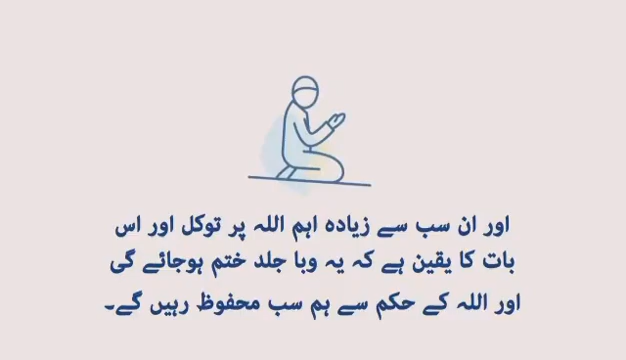 اور ان سب سے زیادہ اہم اللہ پر توکل اور اس
بات کا یقین ہے کہ یہ وبا جلد ختم ہوجائے گی
اور اللہ کے حکم سے ہم سب محفوظ رہیں گے۔